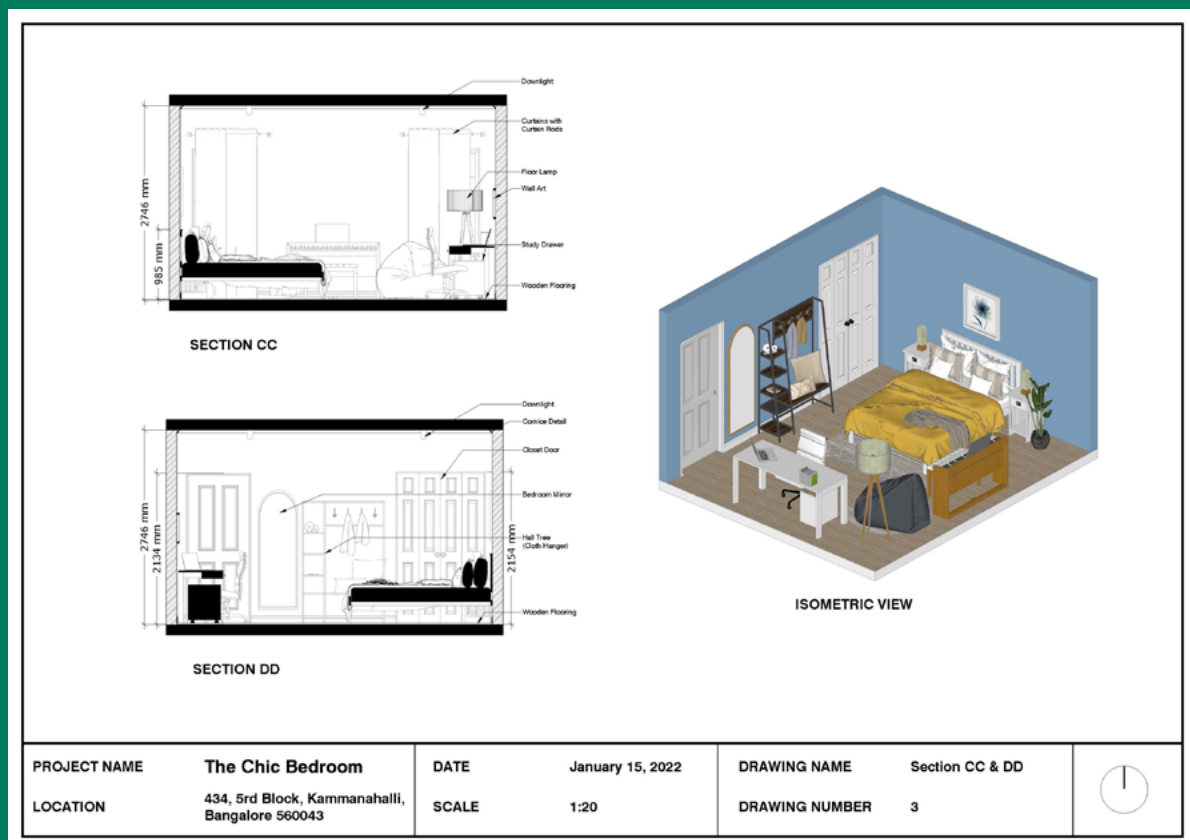 Downlight
Curtains with
Curtain Rods
Floor Lamp
Wall Art
Study Drawer
Wooden Flooring
2746 mm
985 mm
SECTION CC
Downlight
Cornice Detail
Closet Door
Bedroom Mirror
Hall Tree
(Cloth Hanger)
Wooden Flooring
2746 mm
2134 mm
2154 mm
SECTION DD
ISOMETRIC VIEW
PROJECT NAME The Chic Bedroom
LOCATION 434, 5rd Block, Kammanahalli,
Bangalore 560043
DATE January 15, 2022
SCALE 1:20
DRAWING NAME Section CC & DD
DRAWING NUMBER 3